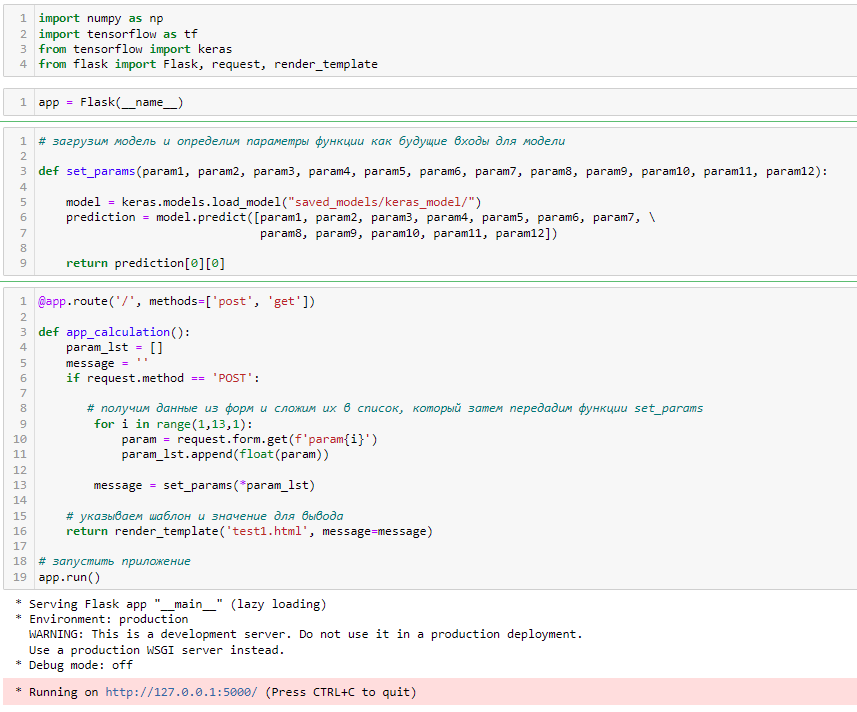 1 import numpy as np
2 import tensorflow as tf
3 from tensorflow import keras
4 from flask import Flask, request, render_template
1 app = Flask(__name__)
1 # загрузим модель и определим параметры функции как будущие входы для модели
2
3 def set_params(param1, param2, param3, param4, param5, param6, param7, param8, param9, param10, param11, param12):
4
5     model = keras.models.load_model("saved_models/keras_model/")
6     prediction = model.predict([param1, param2, param3, param4, param5, param6, param7, \
7                                 param8, param9, param10, param11, param12])
8
9     return prediction[0][0]
1 @app.route('/', methods=['post', 'get'])
2
3 def app_calculation():
4     param_lst = []
5     message = ''
6     if request.method == 'POST':
7
8        # получим данные из форм и сложим их в список, который затем передадим функции set_params
9         for i in range(1,13,1):
10             param = request.form.get(f'param{i}')
11             param_lst.append(float(param))
12
13         message = set_params(*param_lst)
14
15     # указываем шаблон и значение для вывода
16     return render_template('test1.html', message=message)
17
18 # запустить приложение
19 app.run()
* Serving Flask app "__main__" (lazy loading)
* Environment: production
  WARNING: This is a development server. Do not use it in a production deployment.
  Use a production WSGI server instead.
* Debug mode: off
* Running on http://127.0.0.1:5000/ (Press CTRL+C to quit)